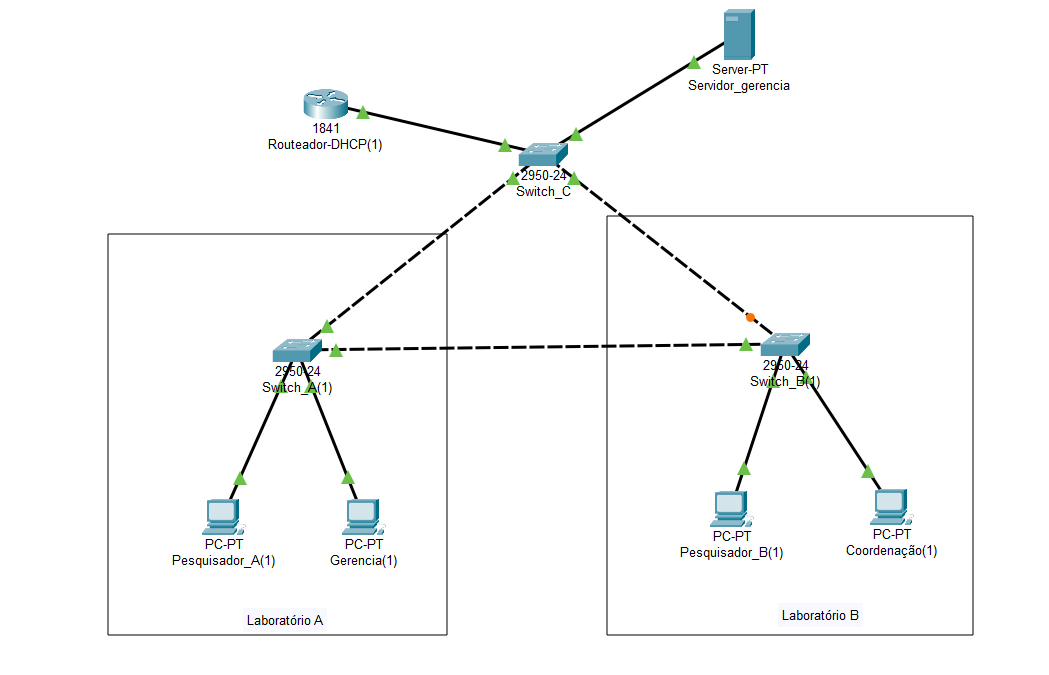 Server-PT
Servidor_gerencia
1841
Routeador-DHCP(1)
2950-24
Switch_C
2950-24
Switch_A(1)
2950-24
Switch_B(1)
PC-PT
Pesquisador_A(1)
PC-PT
Gerencia(1)
PC-PT
Pesquisador_B(1)
PC-PT
Coordenação(1)
Laboratório A
Laboratório B